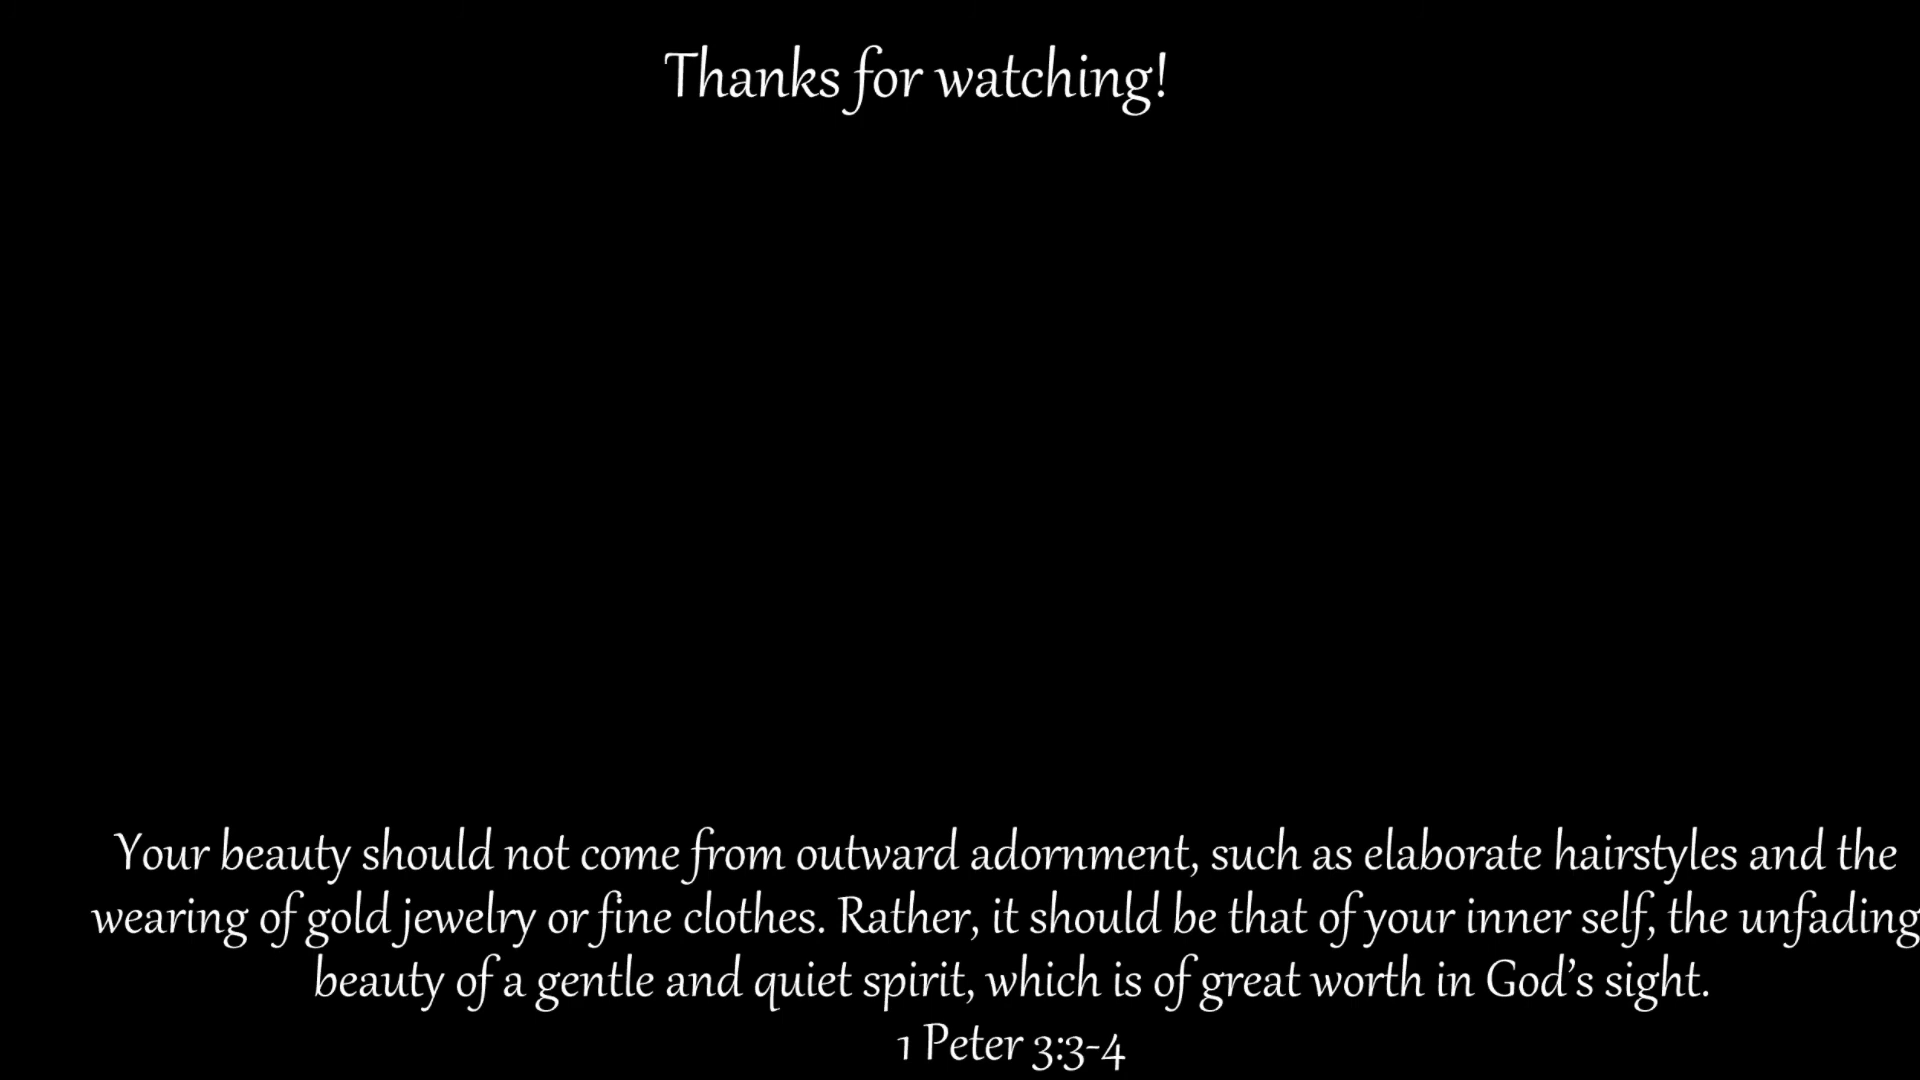 Thanks for watching!
Your beauty should not come from outward adornment, such as elaborate hairstyles and the
wearing of gold jewelry or fine clothes. Rather, it should be that of your inner self, the unfading
beauty of a gentle and quiet spirit, which is of great worth in God’s sight.
1 Peter 3:3-4